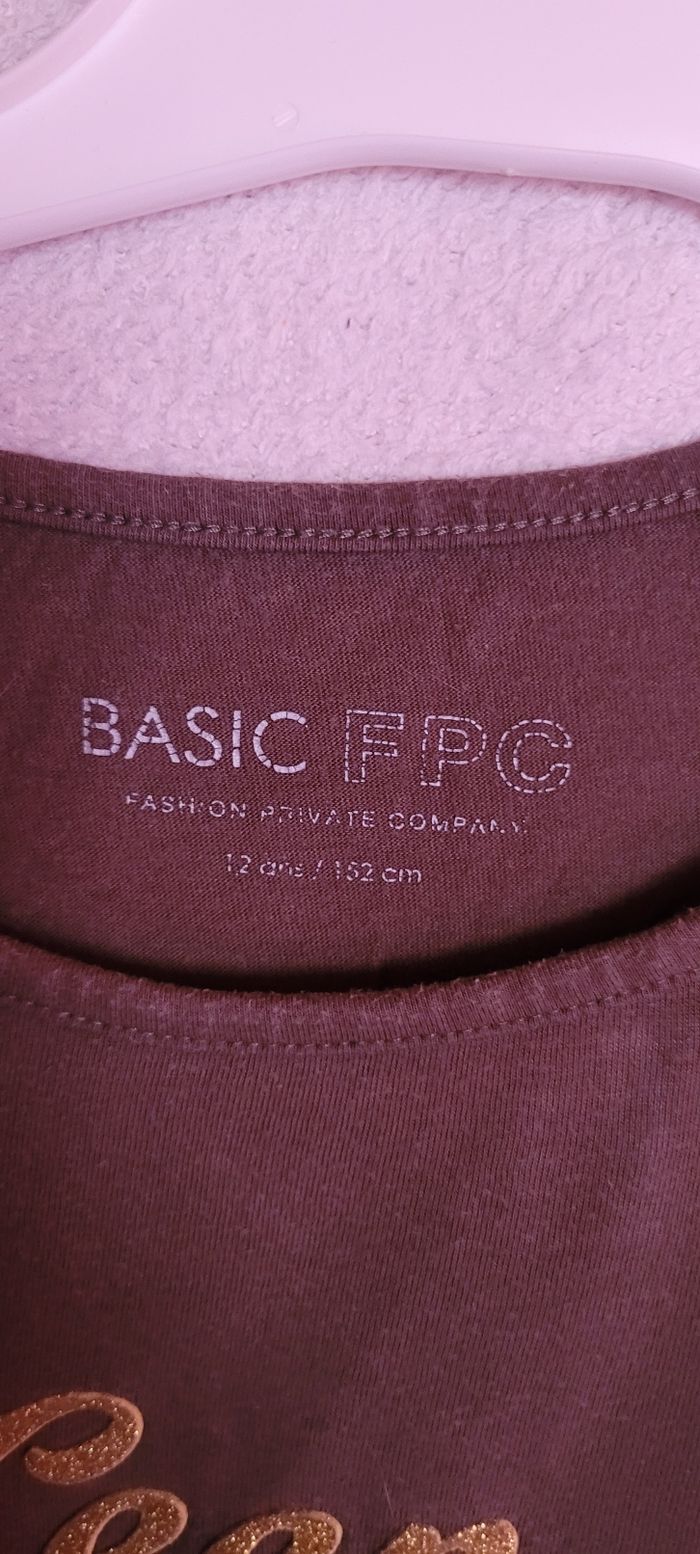 BASIC FPC
FASHION PRIVATE COMPANY
12 ans / 152 cm